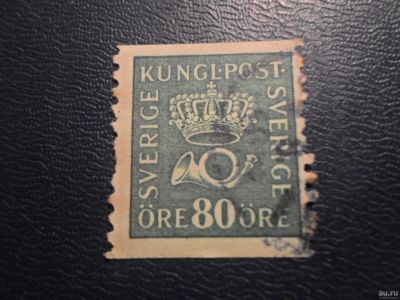 KUNGL·POST·
SVERIGE
SVERIGE
ÖRE 80 ÖRE
au.ru